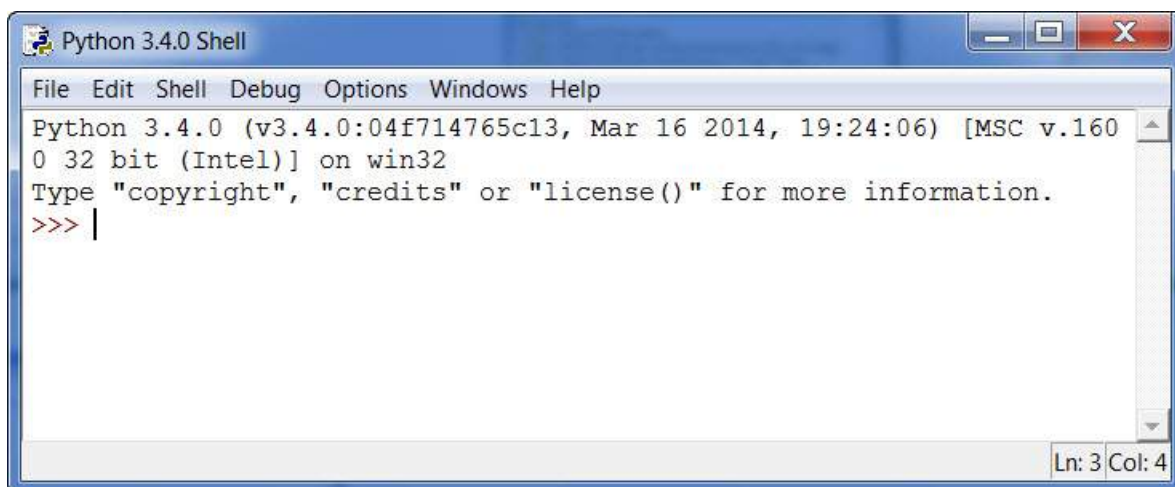 Python 3.4.0 Shell
File Edit Shell Debug Options Windows Help
Python 3.4.0 (v3.4.0:04f714765c13, Mar 16 2014, 19:24:06) [MSC v.160
0 32 bit (Intel)] on win32
Type "copyright", "credits" or "license()" for more information.
>>>
Ln: 3 Col: 4